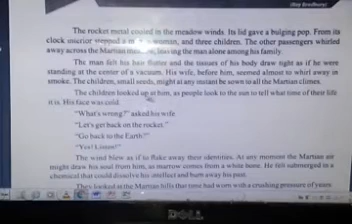 (Ray Bradbury)
The rocket metal cooled in the meadow winds. Its lid gave a bulging pop. From its
clock interior stepped a man, a woman, and three children. The other passengers whirled
away across the Martian meadow, leaving the man alone among his family.
The man felt his hair flutter and the tissues of his body draw tight as if he were
standing at the center of a vacuum. His wife, before him, seemed almost to whirl away in
smoke. The children, small seeds, might at any instant be sown to all the Martian climes.
The children looked up at him, as people look to the sun to tell what time of their life
it is. His face was cold.
"What's wrong?" asked his wife
"Let's get back on the rocket."
"Go back to the Earth?"
"Yes! Listen!"
The wind blew as if to flake away their identities. At any moment the Martian air
might draw his soul from him, as marrow comes from a white bone. He felt submerged in a
chemical that could dissolve his intellect and burn away his past.
They looked at the Martian hills that time had worn with a crushing pressure of years
DELL